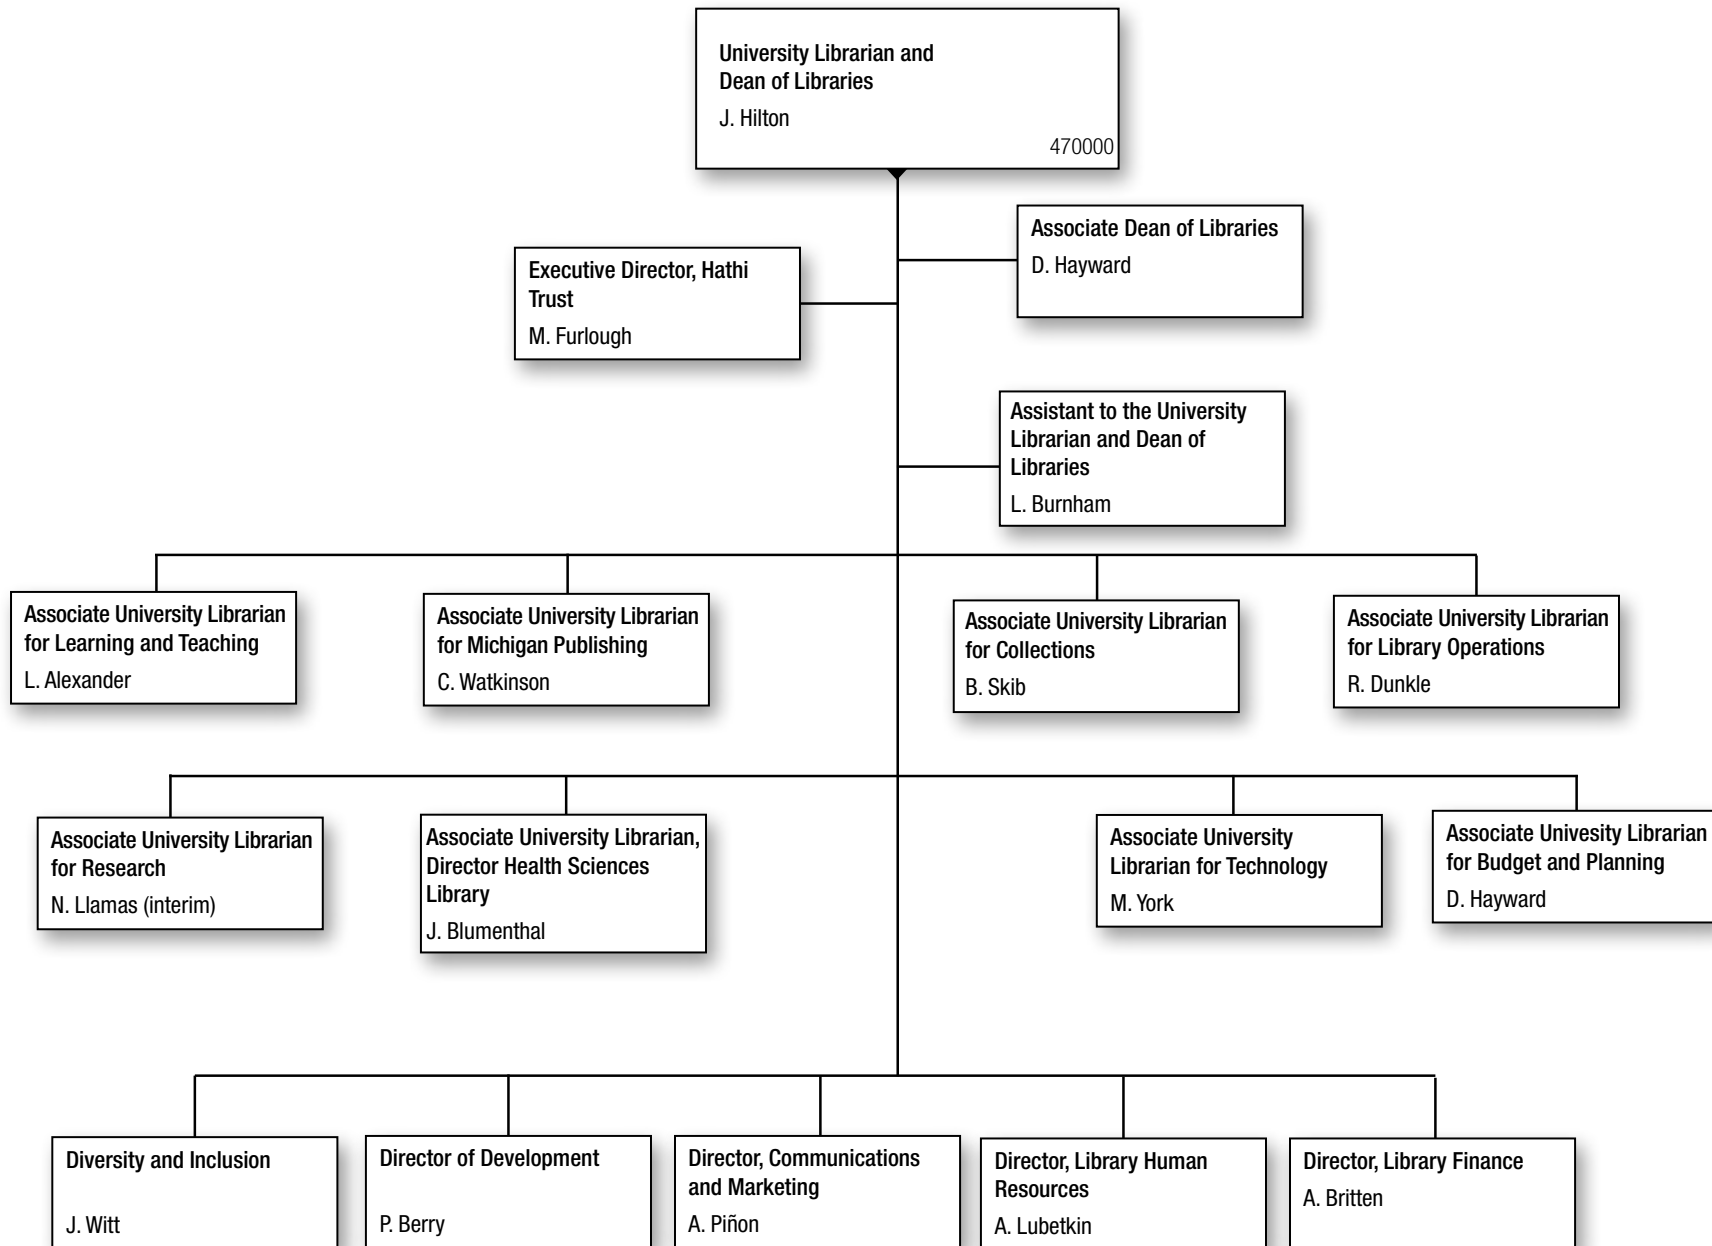 University Librarian and
Dean of Libraries
J. Hilton
470000
Associate Dean of Libraries
D. Hayward
Executive Director, Hathi
Trust
M. Furlough
Assistant to the University
Librarian and Dean of
Libraries
L. Burnham
Associate University Librarian
for Learning and Teaching
L. Alexander
Associate University Librarian
for Michigan Publishing
C. Watkinson
Associate University Librarian
for Collections
B. Skib
Associate University Librarian
for Library Operations
R. Dunkle
Associate University Librarian
for Research
N. Llamas (interim)
Associate University Librarian,
Director Health Sciences
Library
J. Blumenthal
Associate University
Librarian for Technology
M. York
Associate Univesity Librarian
for Budget and Planning
D. Hayward
Diversity and Inclusion
J. Witt
Director of Development
P. Berry
Director, Communications
and Marketing
A. Piñon
Director, Library Human
Resources
A. Lubetkin
Director, Library Finance
A. Britten